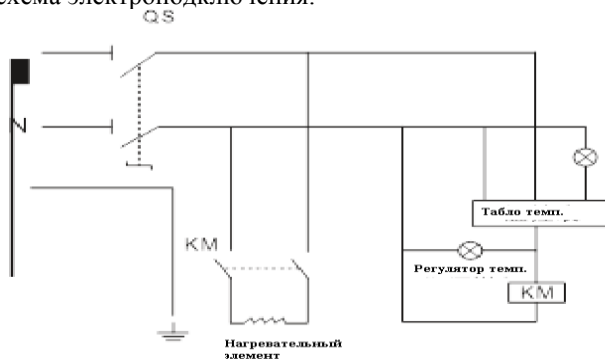 схема электроподключения:
QS
N
Табло темп.
KM
Регулятор темп.
KM
Нагревательный
элемент